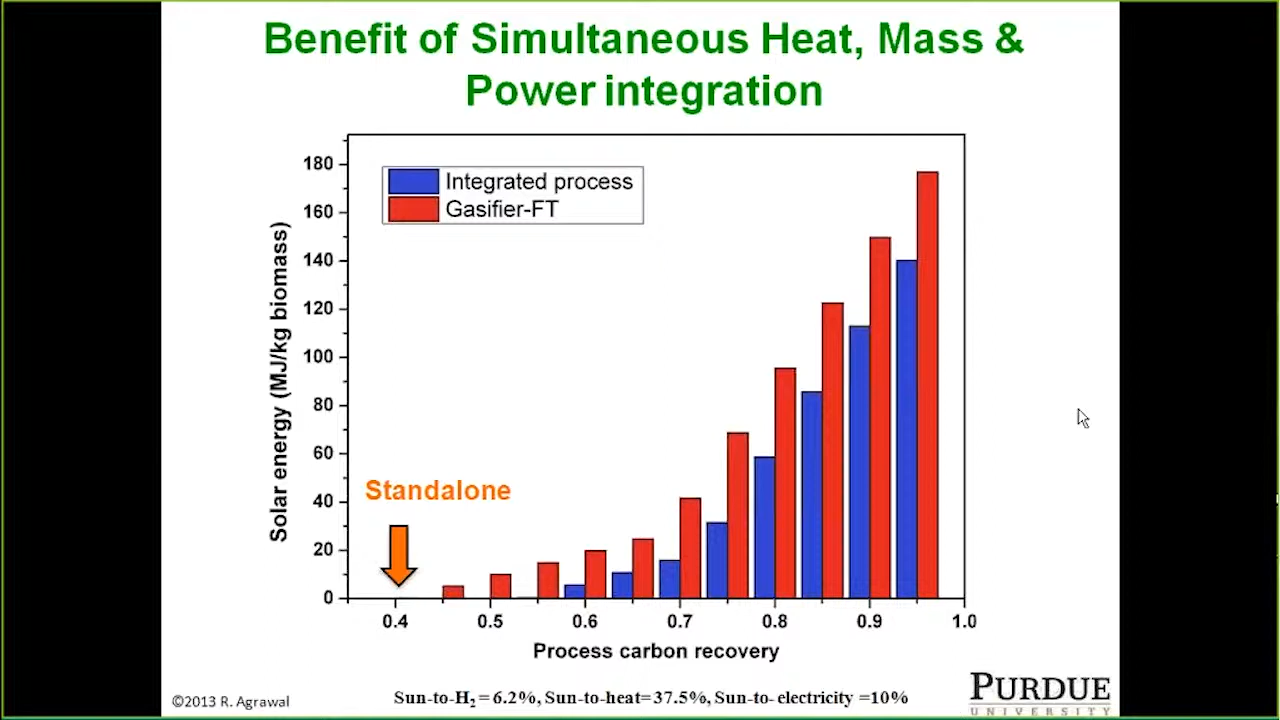 Benefit of Simultaneous Heat, Mass &
Power integration
Integrated process
Gasifier-FT
Solar energy (MJ/kg biomass)
180
160
140
120
100
80
60
40
20
0
Standalone
0.4 0.5 0.6 0.7 0.8 0.9 1.0
Process carbon recovery
©2013 R. Agrawal
Sun-to-H₂ = 6.2%, Sun-to-heat= 37.5%, Sun-to- electricity =10%
PURDUE
UNIVERSITY